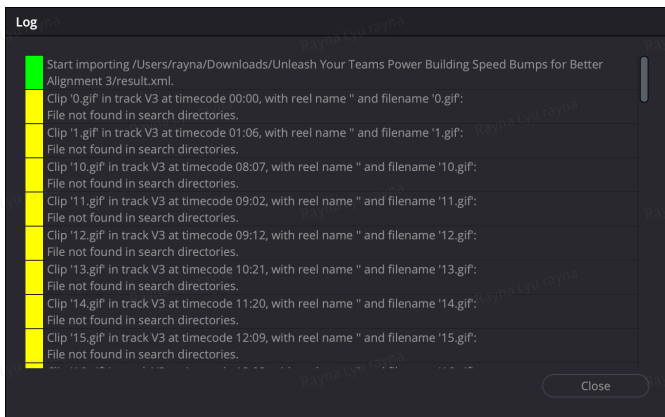 Log
Start importing /Users/rayna/Downloads/Unleash Your Teams Power Building Speed Bumps for Better
Alignment 3/result.xml.
Clip '0.gif' in track V3 at timecode 00:00, with reel name '' and filename '0.gif':
File not found in search directories.
Clip '1.gif' in track V3 at timecode 01:06, with reel name '' and filename '1.gif':
File not found in search directories.
Clip '10.gif' in track V3 at timecode 08:07, with reel name '' and filename '10.gif':
File not found in search directories.
Clip '11.gif' in track V3 at timecode 09:02, with reel name '' and filename '11.gif':
File not found in search directories.
Clip '12.gif' in track V3 at timecode 09:12, with reel name '' and filename '12.gif':
File not found in search directories.
Clip '13.gif' in track V3 at timecode 10:21, with reel name '' and filename '13.gif':
File not found in search directories.
Clip '14.gif' in track V3 at timecode 11:20, with reel name '' and filename '14.gif':
File not found in search directories.
Clip '15.gif' in track V3 at timecode 12:09, with reel name '' and filename '15.gif':
File not found in search directories.
Close
Rayna Lyu rayna